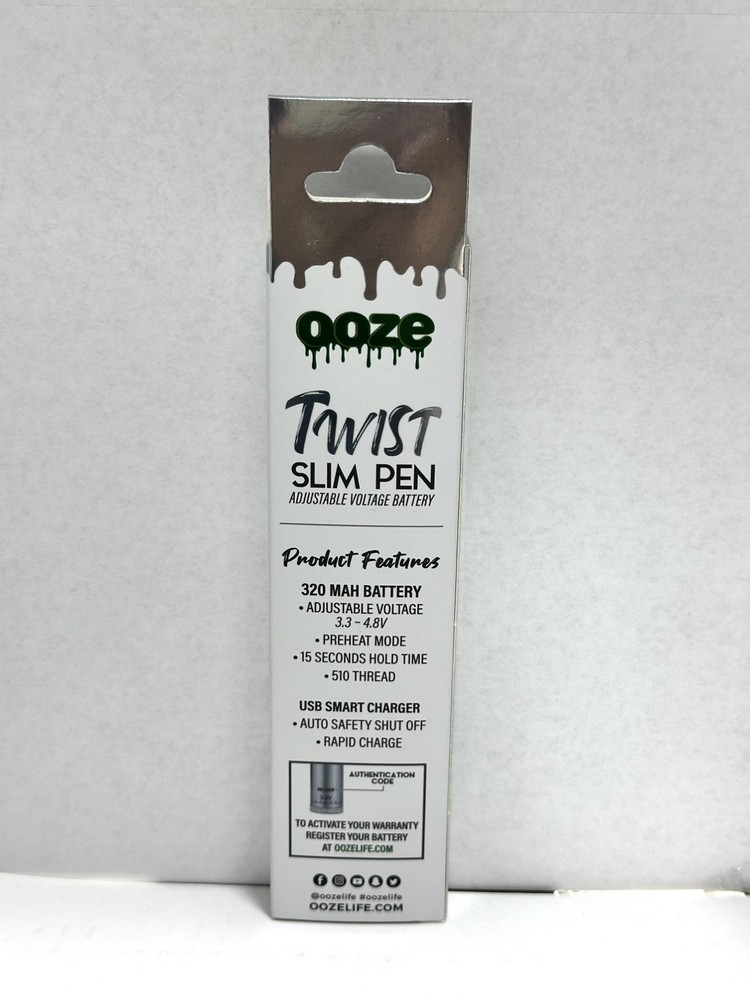 ooze
TWIST
SLIM PEN
ADJUSTABLE VOLTAGE BATTERY
Product Features
320 MAH BATTERY
• ADJUSTABLE VOLTAGE
3.3 - 4.8V
• PREHEAT MODE
• 15 SECONDS HOLD TIME
• 510 THREAD
USB SMART CHARGER
• AUTO SAFETY SHUT OFF
• RAPID CHARGE
AUTHENTICATION
CODE
TO ACTIVATE YOUR WARRANTY
REGISTER YOUR BATTERY
AT OOZELIFE.COM
@oozelife #oozelife
OOZELIFE.COM